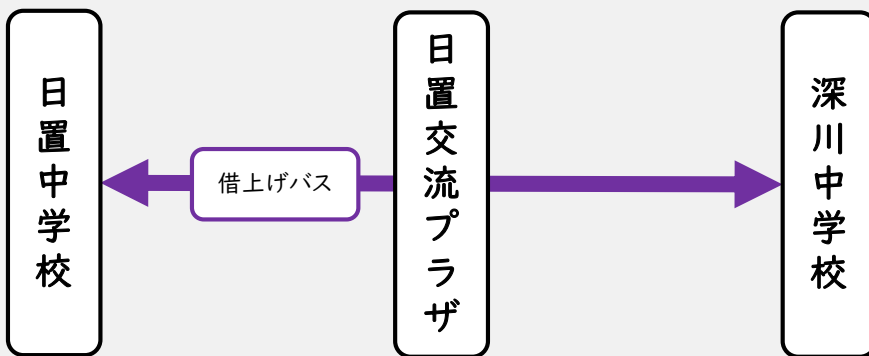 日置中学校
借上げバス
日置交流プラザ
深川中学校